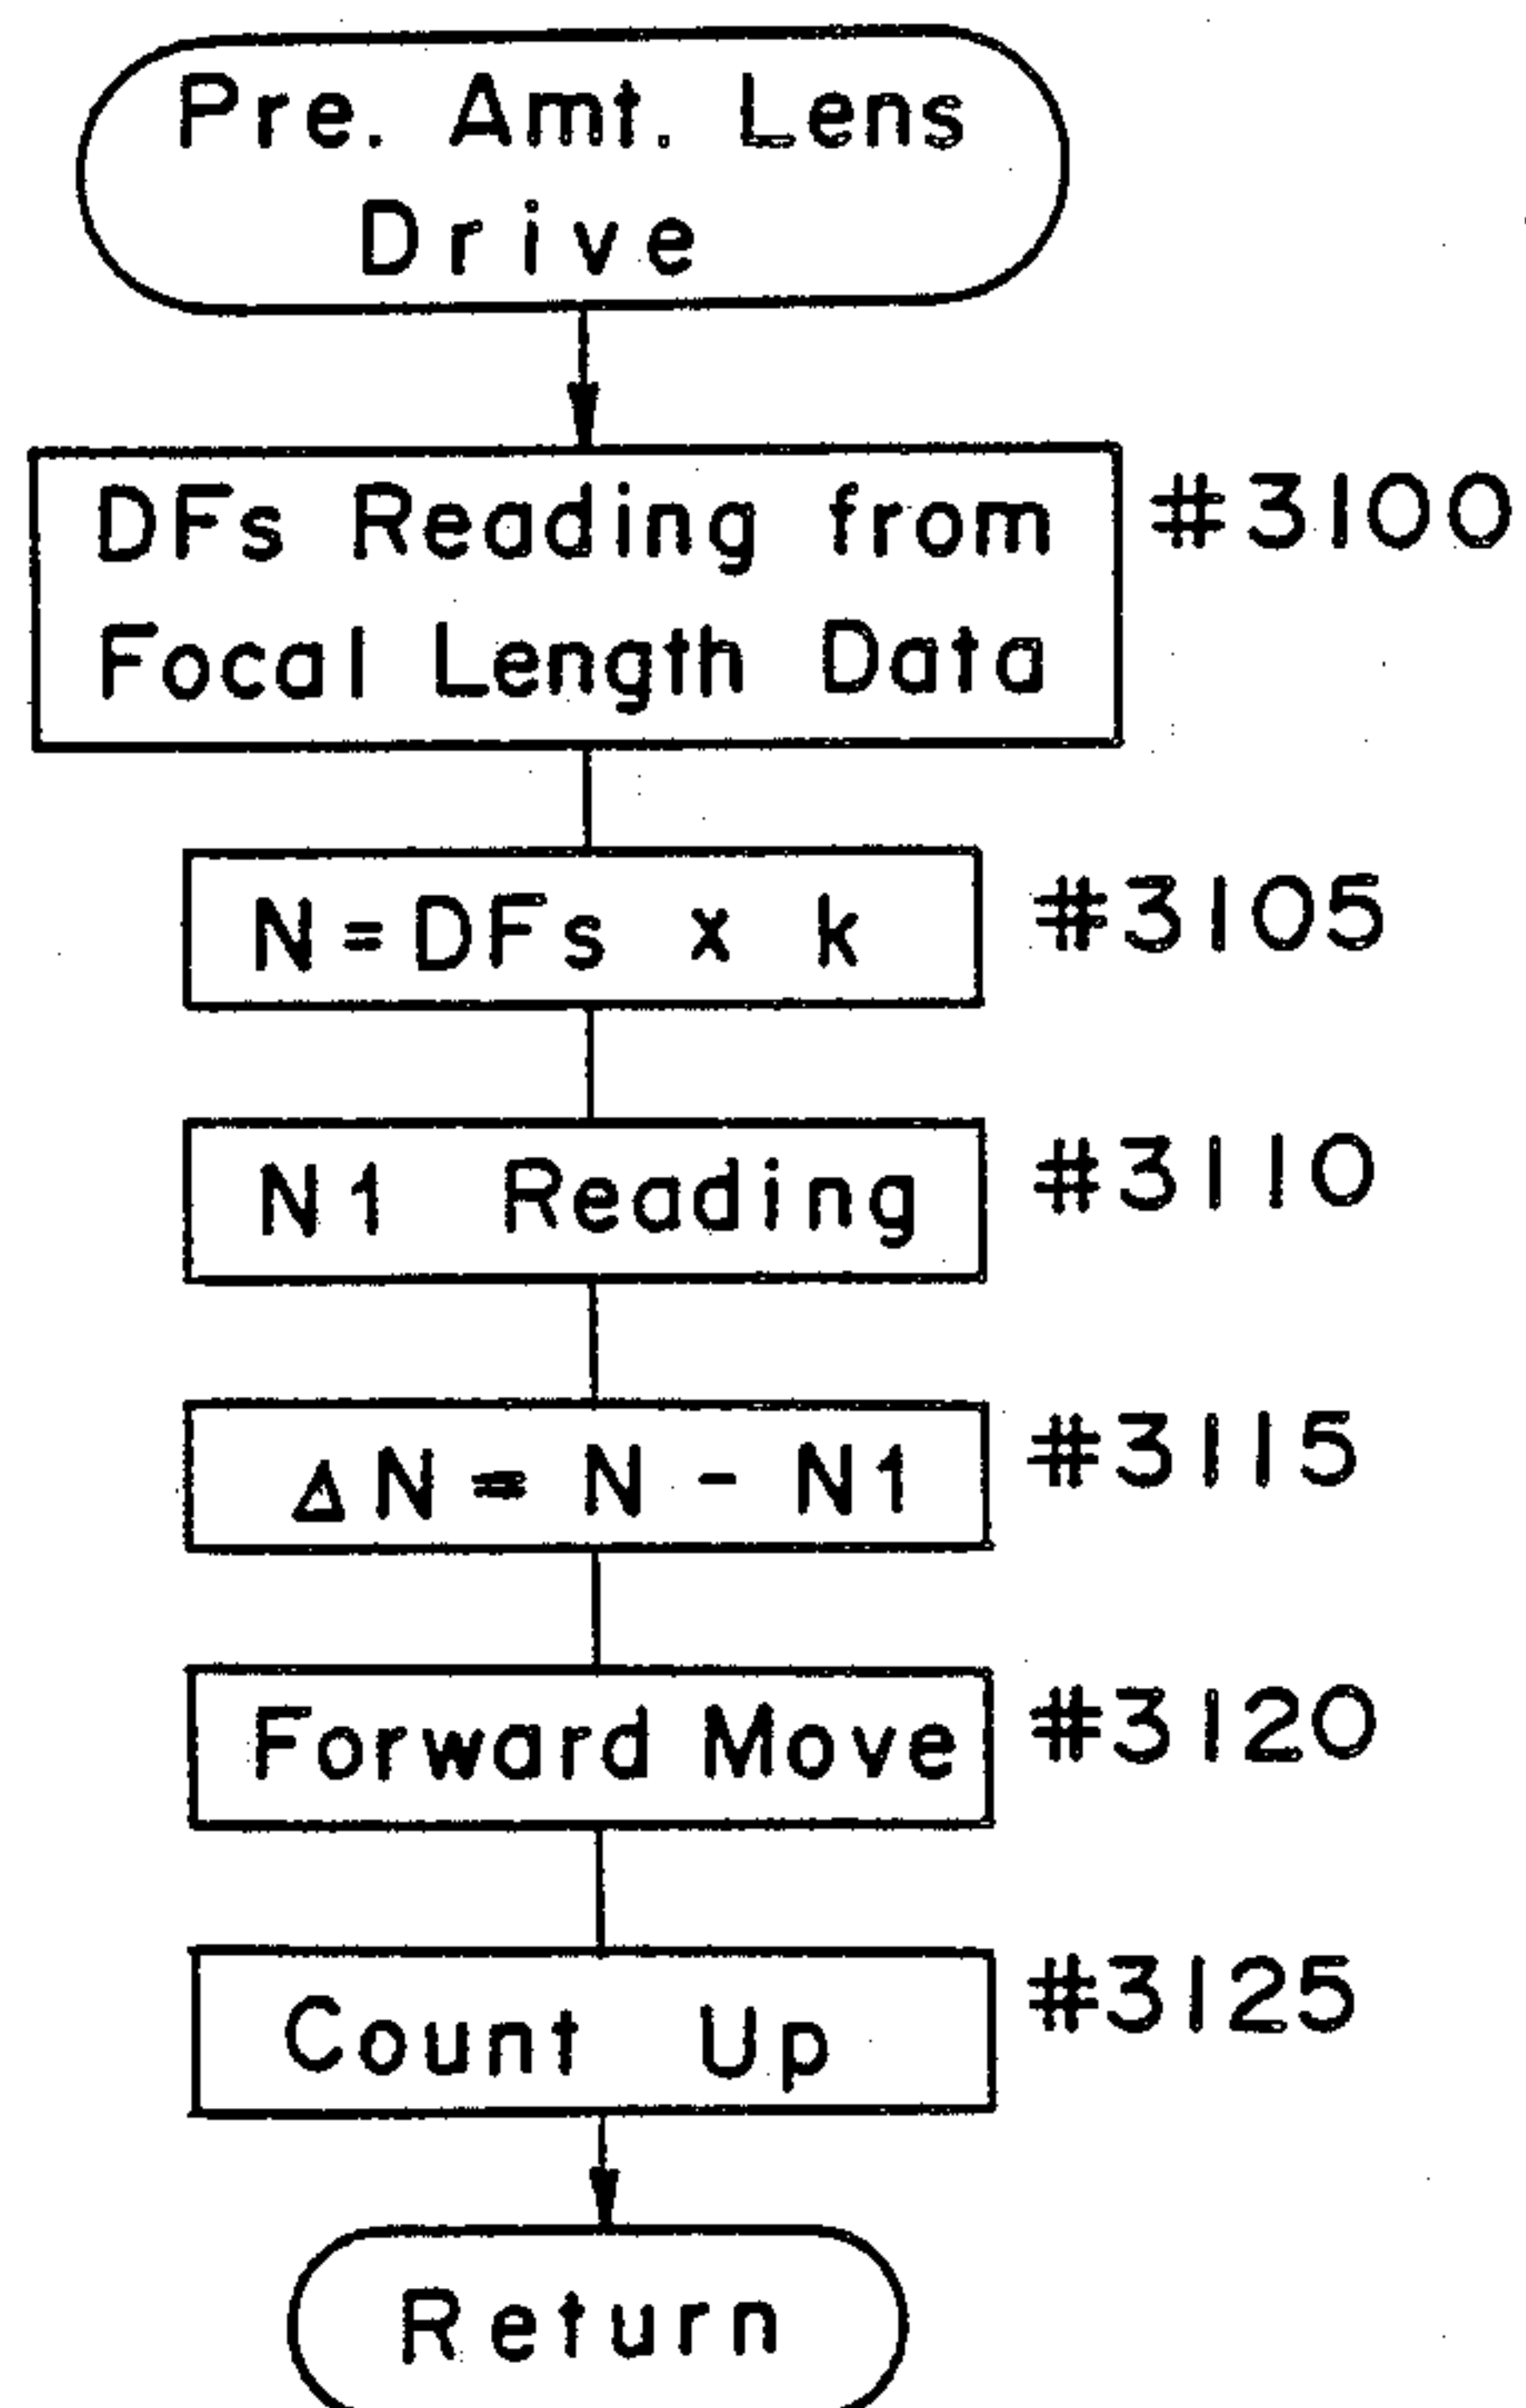 Pre. Amt. Lens
Drive
DFs Reading from
Focal Length Data
#3100
N=DFs x k
#3105
N1 Reading
#3110
ΔN= N - N1
#3115
Forward Move
#3120
Count Up
#3125
Return